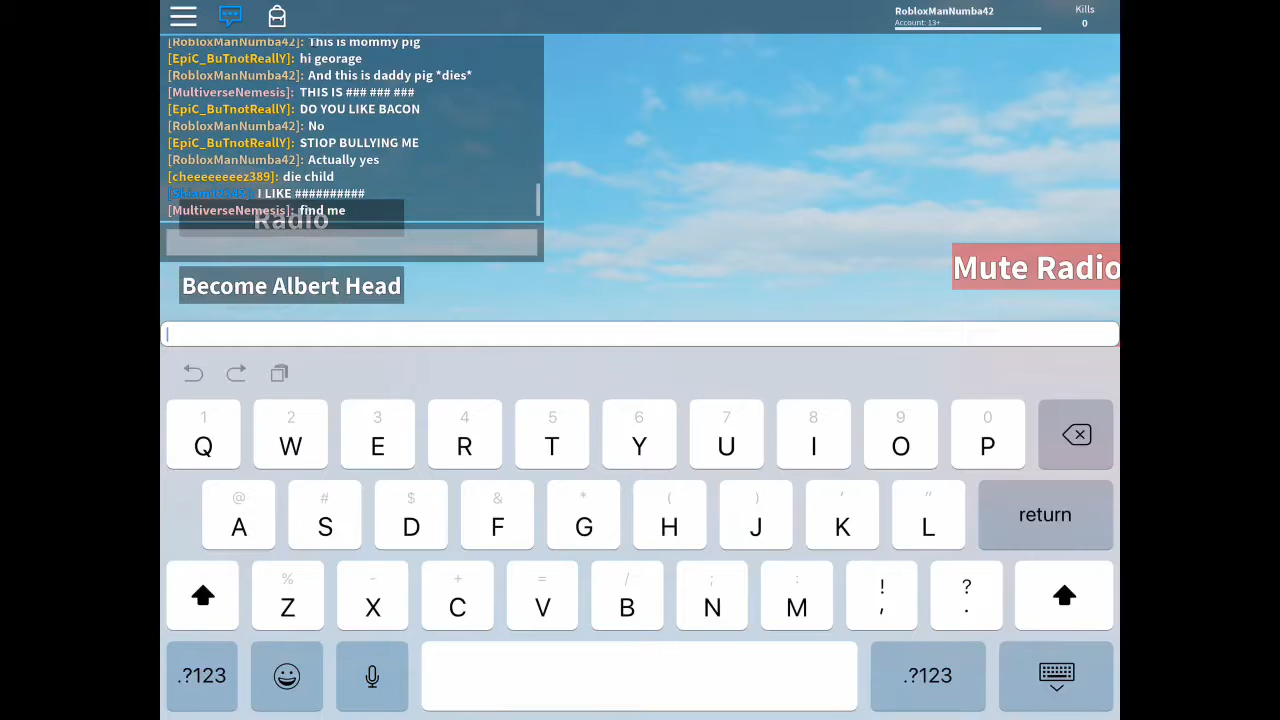 RobloxManNumba42
Account: 13+
Kills
0
[RobloxManNumba42]: This is mommy pig
[EpiC_BuTnotReallY]: hi georage
[RobloxManNumba42]: And this is daddy pig *dies*
[MultiverseNemesis]: THIS IS ### ### ###
[EpiC_BuTnotReallY]: DO YOU LIKE BACON
[RobloxManNumba42]: No
[EpiC_BuTnotReallY]: STIOP BULLYING ME
[RobloxManNumba42]: Actually yes
[cheeeeeeeez389]: die child
I LIKE ##########
[MultiverseNemesis]: find me
Radio
Become Albert Head
Mute Radio
1 2 3 4 5 6 7 8 9 0
Q W E R T Y U I O P
@ # $ & * ( ) ' "
A S D F G H J K L return
% - + = / ; : ! ?
Z X C V B N M , .
.?123 .?123